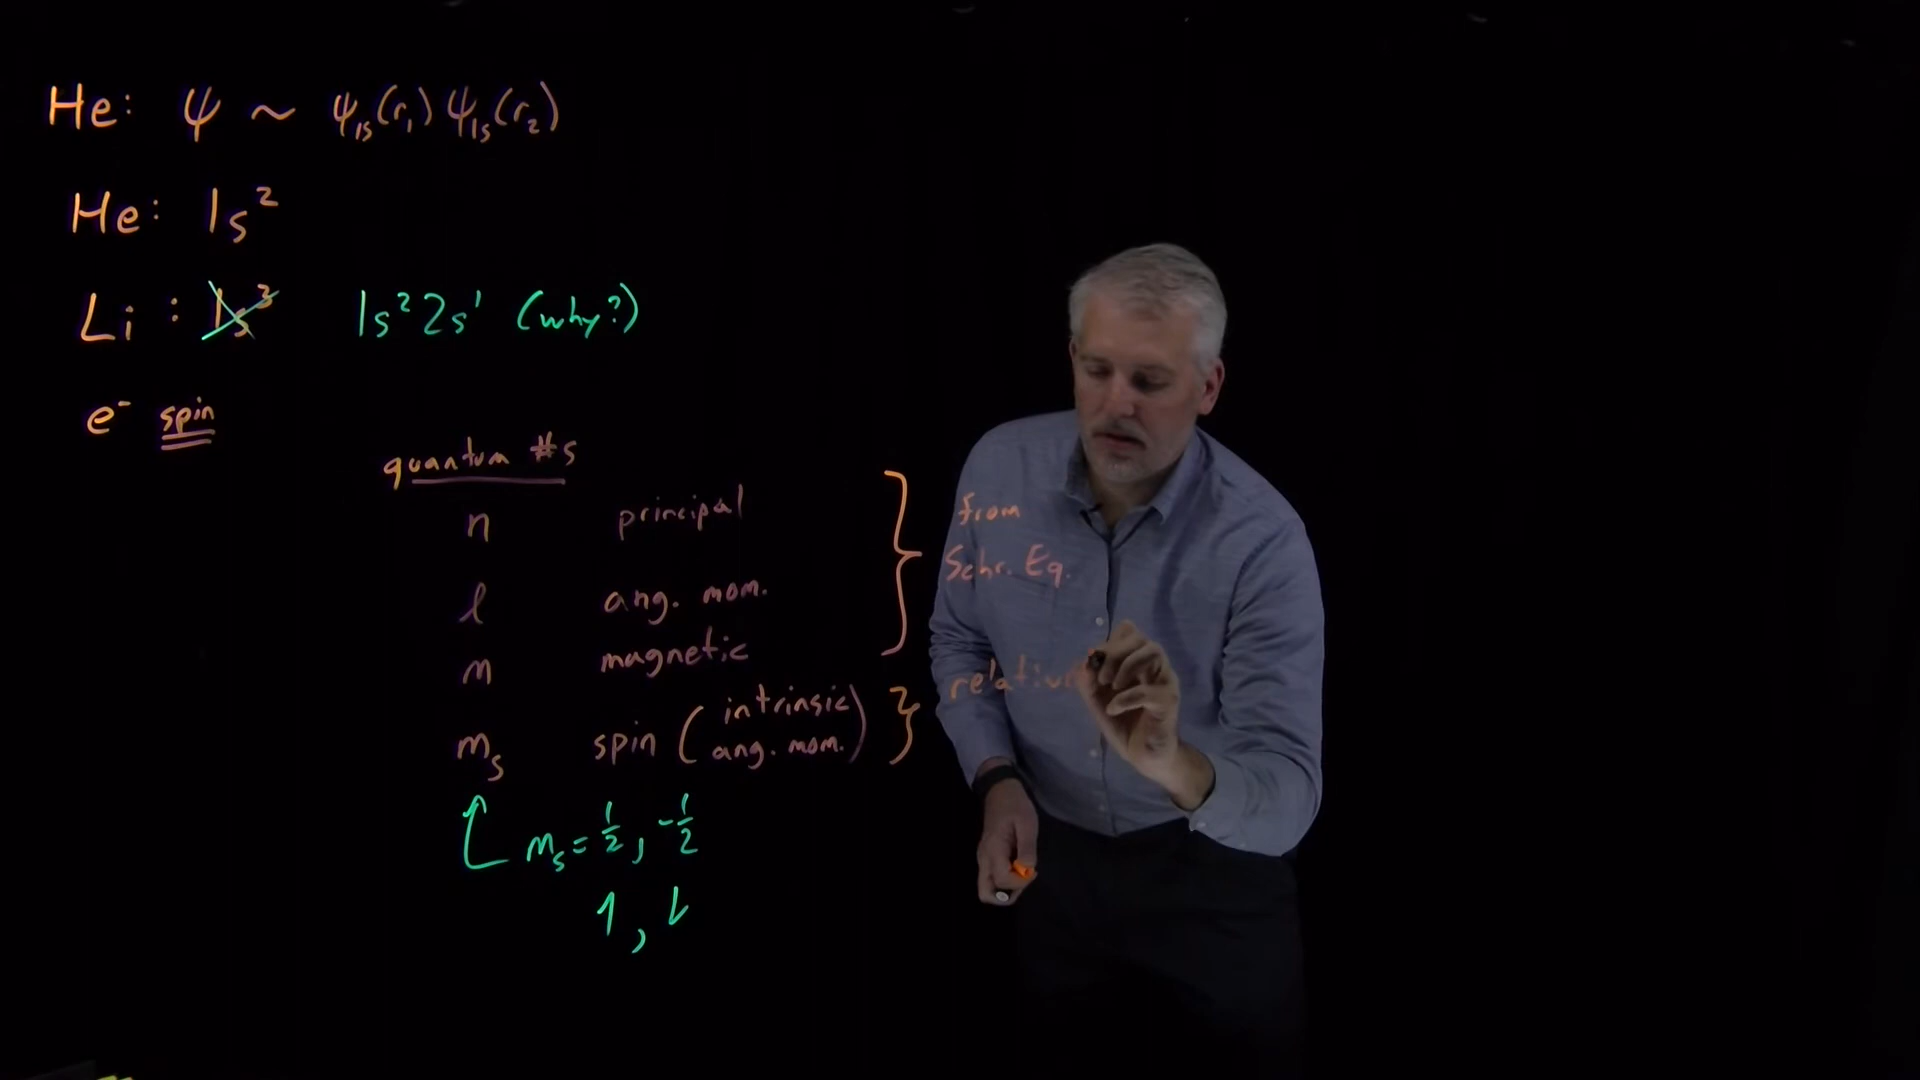 He: ψ ~ ψ₁ₛ(r₁) ψ₁ₛ(r₂)
He: 1s²
Li: 1s³ 1s² 2s¹ (why?)
e⁻ spin
quantum #s
n principal
l ang. mom.
m magnetic
from
Schr. Eq.
mₛ spin (intrinsic
ang. mom.)
mₛ = 1/2, -1/2
↿, ⇂